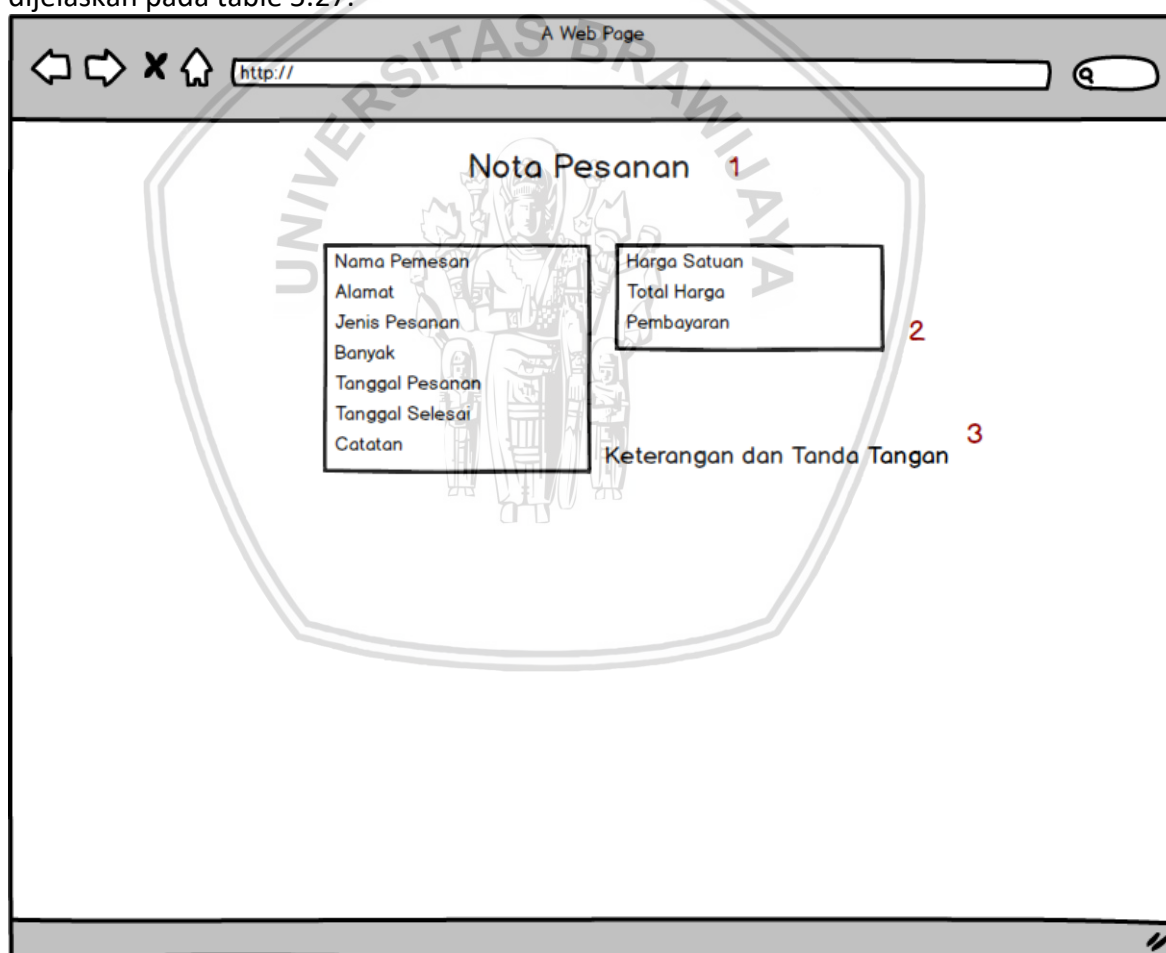 dijelaskan pada table 5.27.
A Web Page
http://
UNIVERSITAS BRAWIJAYA
Nota Pesanan 1
Nama Pemesan
Alamat
Jenis Pesanan
Banyak
Tanggal Pesanan
Tanggal Selesai
Catatan
Harga Satuan
Total Harga
Pembayaran
2
3
Keterangan dan Tanda Tangan